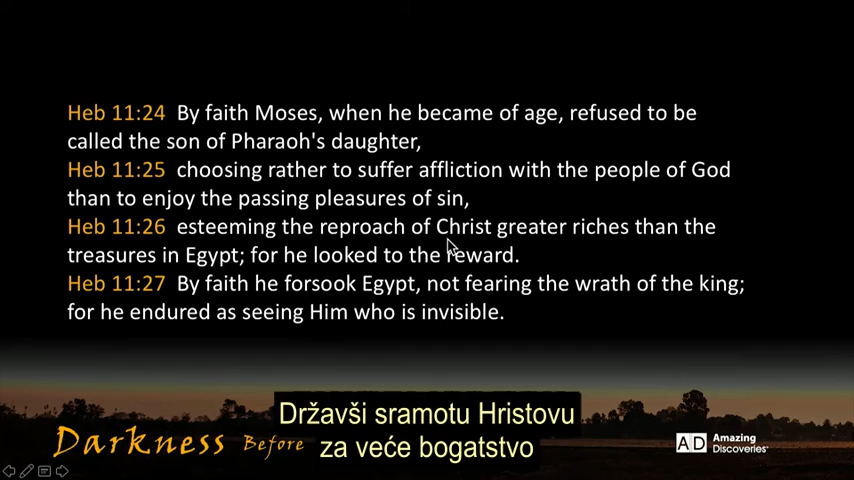 Heb 11:24 By faith Moses, when he became of age, refused to be
called the son of Pharaoh's daughter,
Heb 11:25 choosing rather to suffer affliction with the people of God
than to enjoy the passing pleasures of sin,
Heb 11:26 esteeming the reproach of Christ greater riches than the
treasures in Egypt; for he looked to the reward.
Heb 11:27 By faith he forsook Egypt, not fearing the wrath of the king;
for he endured as seeing Him who is invisible.
Državši sramotu Hristovu
za veće bogatstvo
Darkness Before
AD Amazing
Discoveries